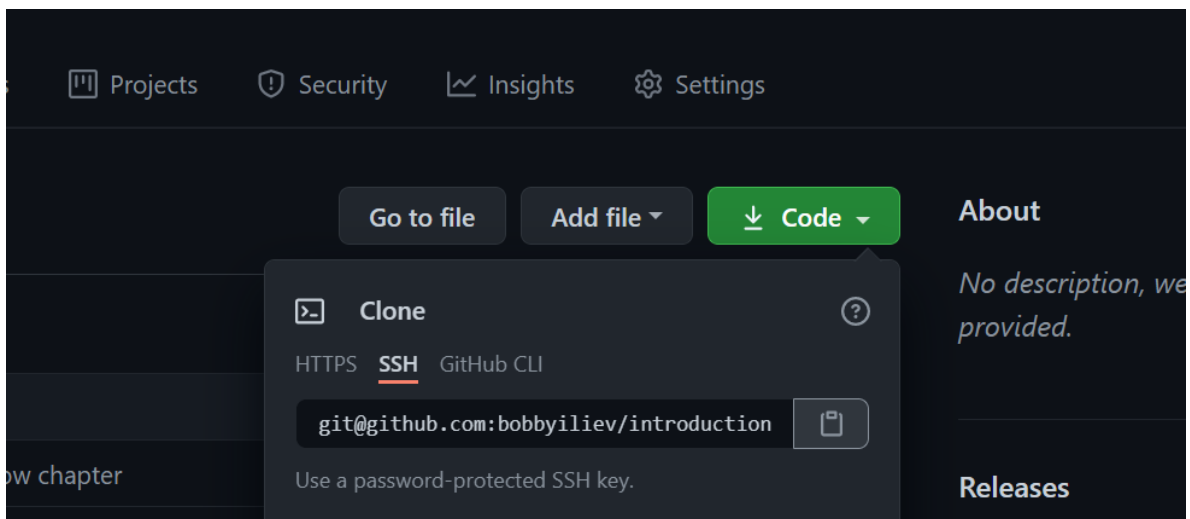 Projects Security Insights Settings
Go to file Add file Code
About
No description, we
provided.
Clone
HTTPS SSH GitHub CLI
git@github.com:bobbyiliev/introduction
Use a password-protected SSH key.
ow chapter
Releases